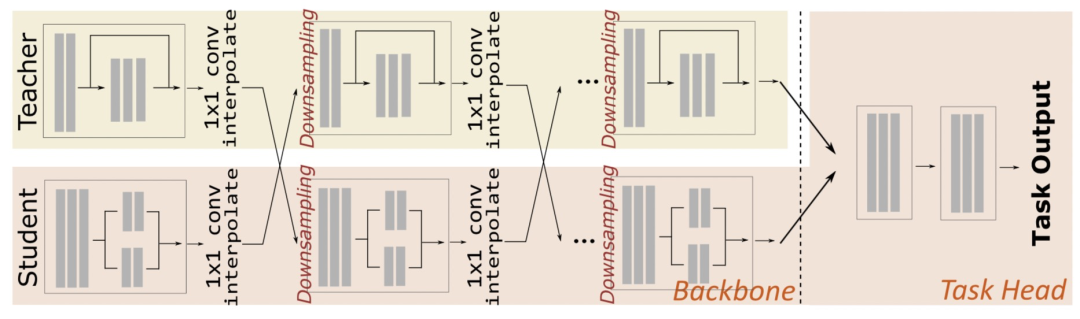 Teacher
1x1 conv
interpolate
Downsampling
1x1 conv
interpolate
...
Downsampling
Student
1x1 conv
interpolate
Downsampling
1x1 conv
interpolate
...
Downsampling
Backbone
Task Output
Task Head